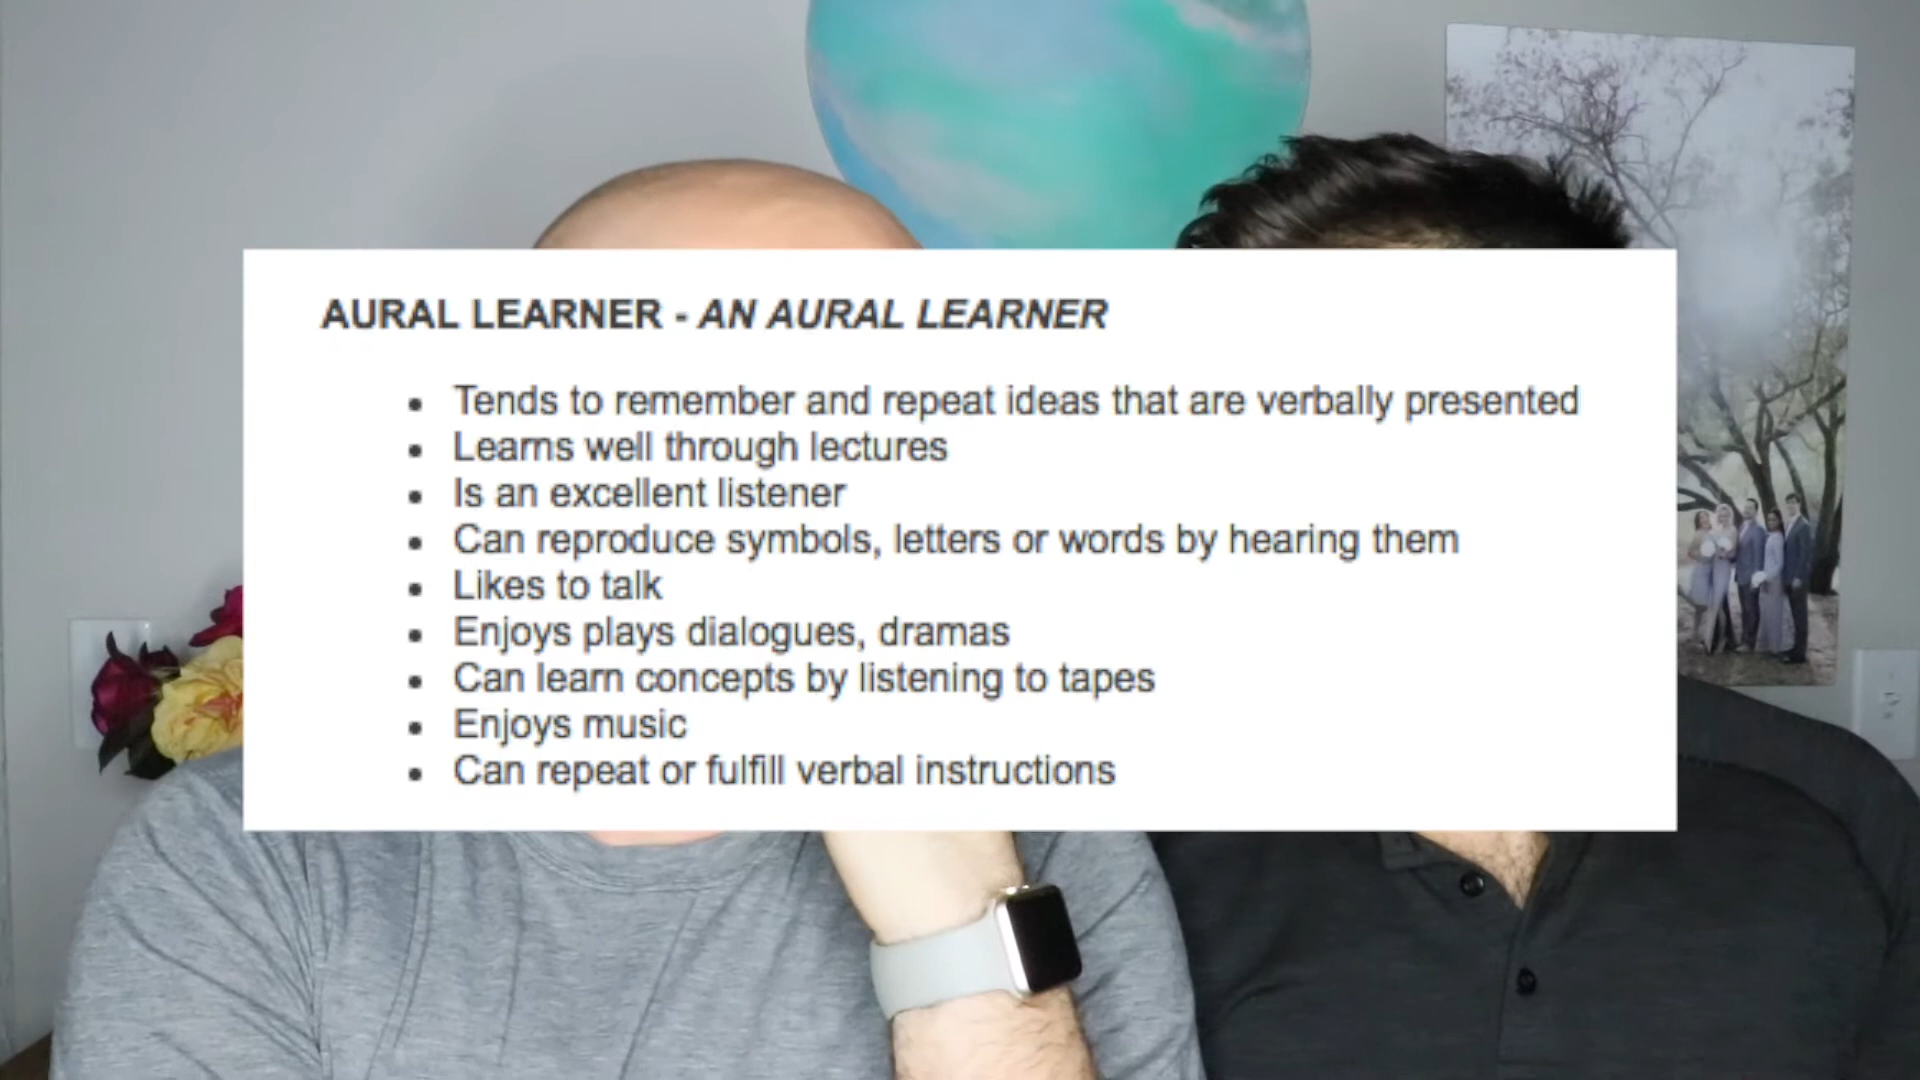 AURAL LEARNER - AN AURAL LEARNER
• Tends to remember and repeat ideas that are verbally presented
• Learns well through lectures
• Is an excellent listener
• Can reproduce symbols, letters or words by hearing them
• Likes to talk
• Enjoys plays dialogues, dramas
• Can learn concepts by listening to tapes
• Enjoys music
• Can repeat or fulfill verbal instructions